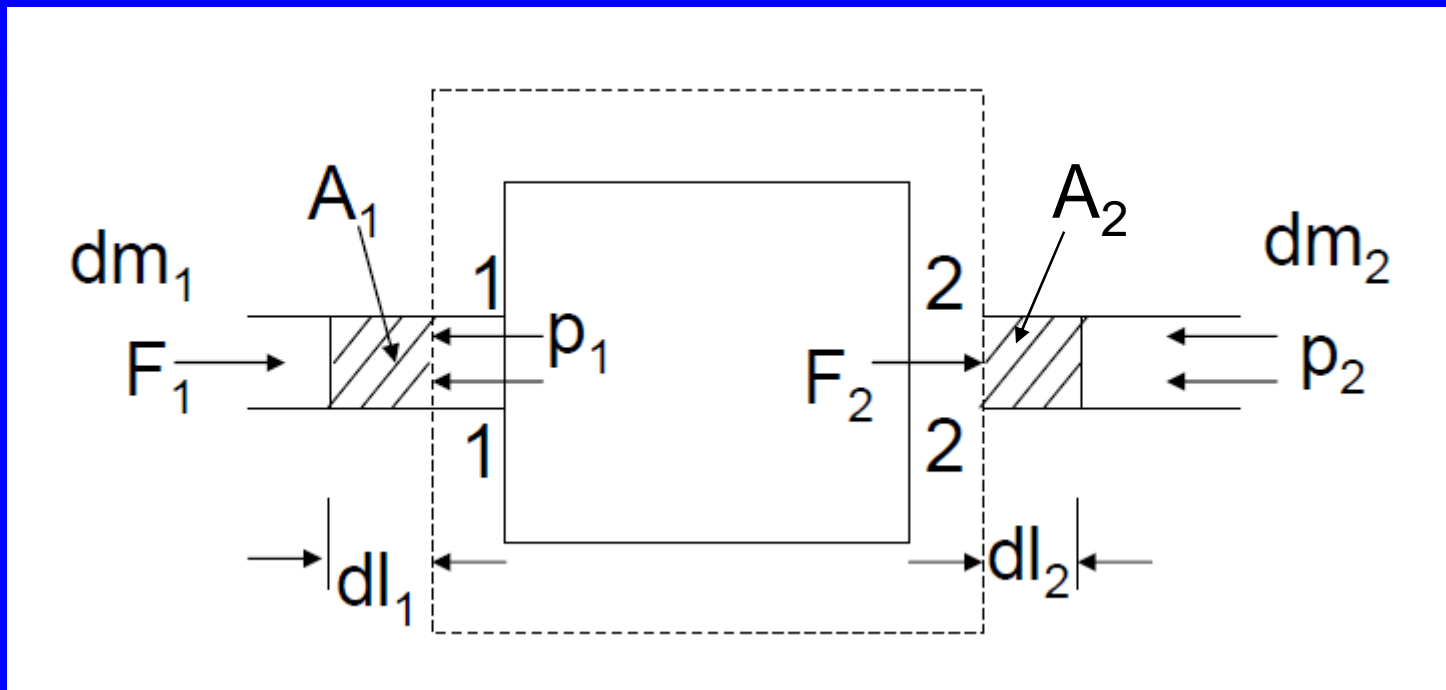 A₁
A₂
dm₁
1
2
dm₂
F₁
p₁
F₂
p₂
1
2
dl₁
dl₂